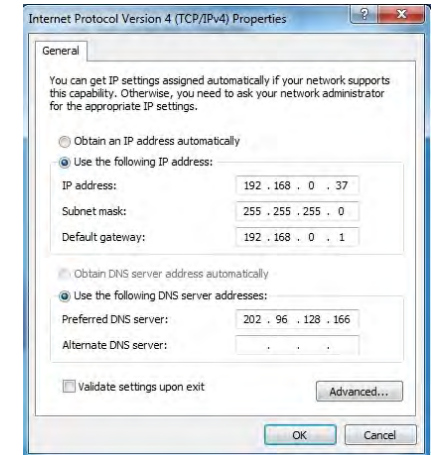 Internet Protocol Version 4 (TCP/IPv4) Properties
General
You can get IP settings assigned automatically if your network supports
this capability. Otherwise, you need to ask your network administrator
for the appropriate IP settings.
Obtain an IP address automatically
Use the following IP address:
IP address: 192 . 168 . 0 . 37
Subnet mask: 255 . 255 . 255 . 0
Default gateway: 192 . 168 . 0 . 1
Obtain DNS server address automatically
Use the following DNS server addresses:
Preferred DNS server: 202 . 96 . 128 . 166
Alternate DNS server: . . .
Validate settings upon exit
Advanced...
OK Cancel